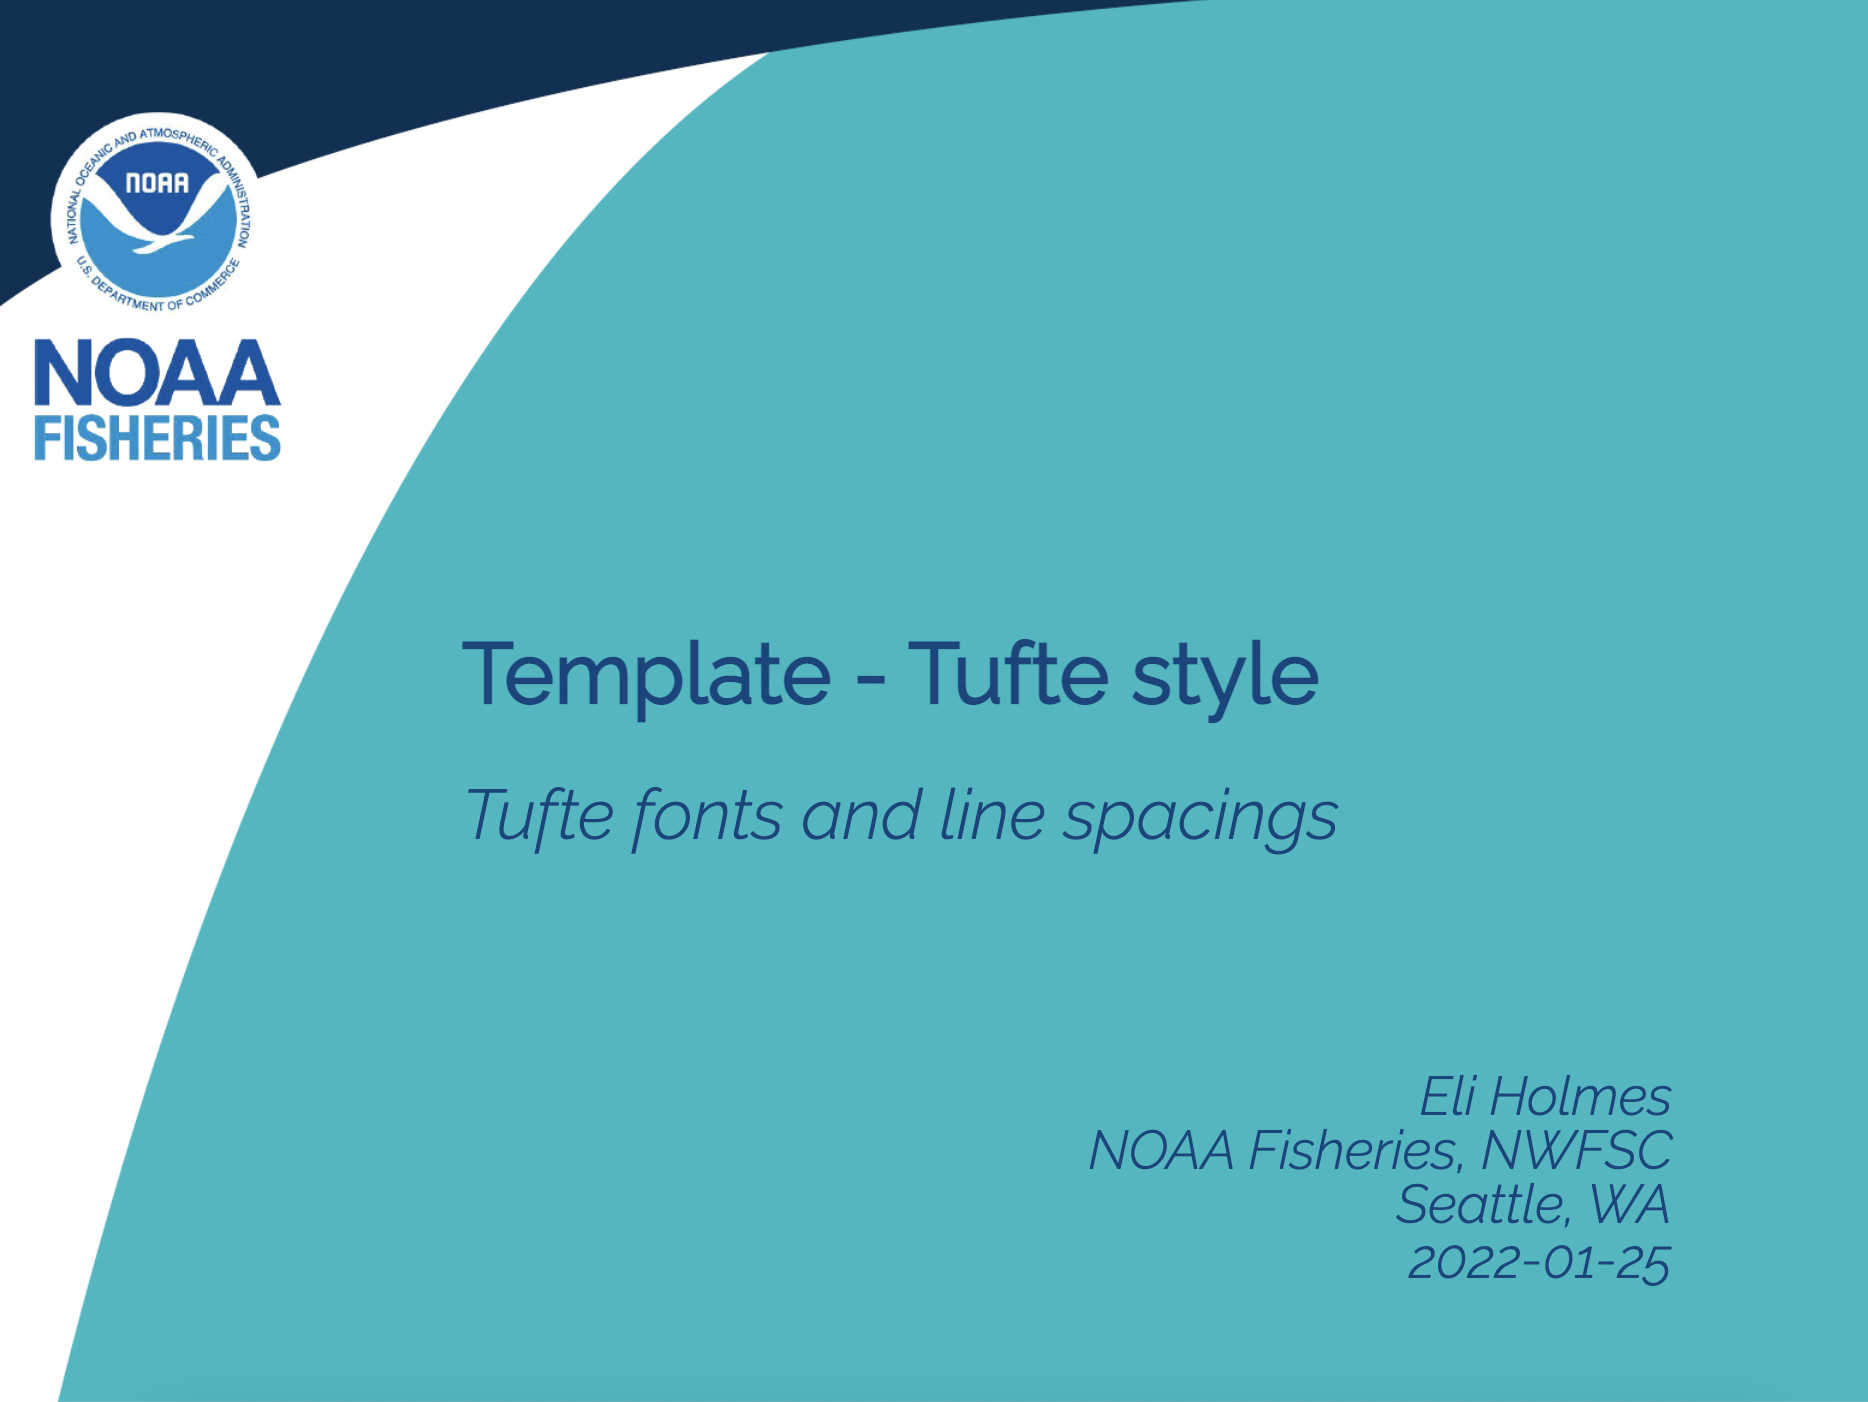 NATIONAL OCEANIC AND ATMOSPHERIC ADMINISTRATION
NOAA
U.S. DEPARTMENT OF COMMERCE
NOAA
FISHERIES
Template - Tufte style
Tufte fonts and line spacings
Eli Holmes
NOAA Fisheries, NWFSC
Seattle, WA
2022-01-25